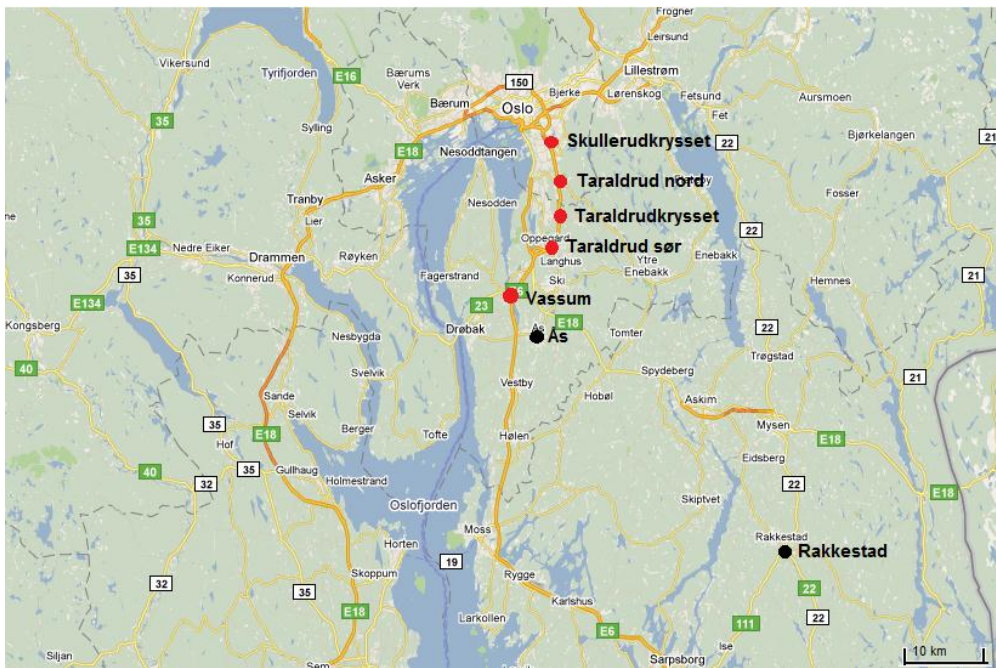 Frogner
Leirsund
Vikersund
Tyrifjorden
E16
Bærums
Verk
150
Bjerke
Lillestrøm
Bærum
Oslo
Lørenskog
Fetsund
Aursmoen
Fet
35
Sylling
E18
Nesoddtangen
Skullerudkrysset
22
Bjørkelangen
21
Asker
Taraldrud nord
Tranby
Nesodden
Fosser
35
Lier
Taraldrudkrysset
E134
Nedre Eiker
Oppegård
Taraldrud sør
Drammen
Røyken
Langhus
Ytre
Enebakk
Enebakk
35
Konnerud
Fagerstrand
Ski
Hemnes
21
E134
23
Vassum
Kongsberg
Nesbygda
Drøbak
Ås
E18
Tomter
22
Trøgstad
40
Svelvik
Vestby
Spydeberg
21
Sande
Hobøl
Selvik
Askim
35
E18
Berger
Tofte
Hølen
Mysen
E18
Hof
35
Gullhaug
Eidsberg
40
32
Holmestrand
22
Skiptvet
E18
Oslofjorden
Moss
Rakkestad
Rakkestad
Horten
19
Skoppum
Rygge
32
35
22
E18
Karlshus
Larkollen
E6
111
Ise
10 km
Siljan
Sem
Sarpsborg